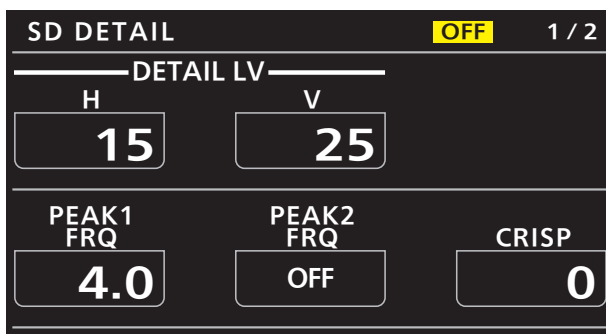 SD DETAIL OFF 1/2
DETAIL LV
H V
15 25
PEAK1 PEAK2
FRQ FRQ CRISP
4.0 OFF 0